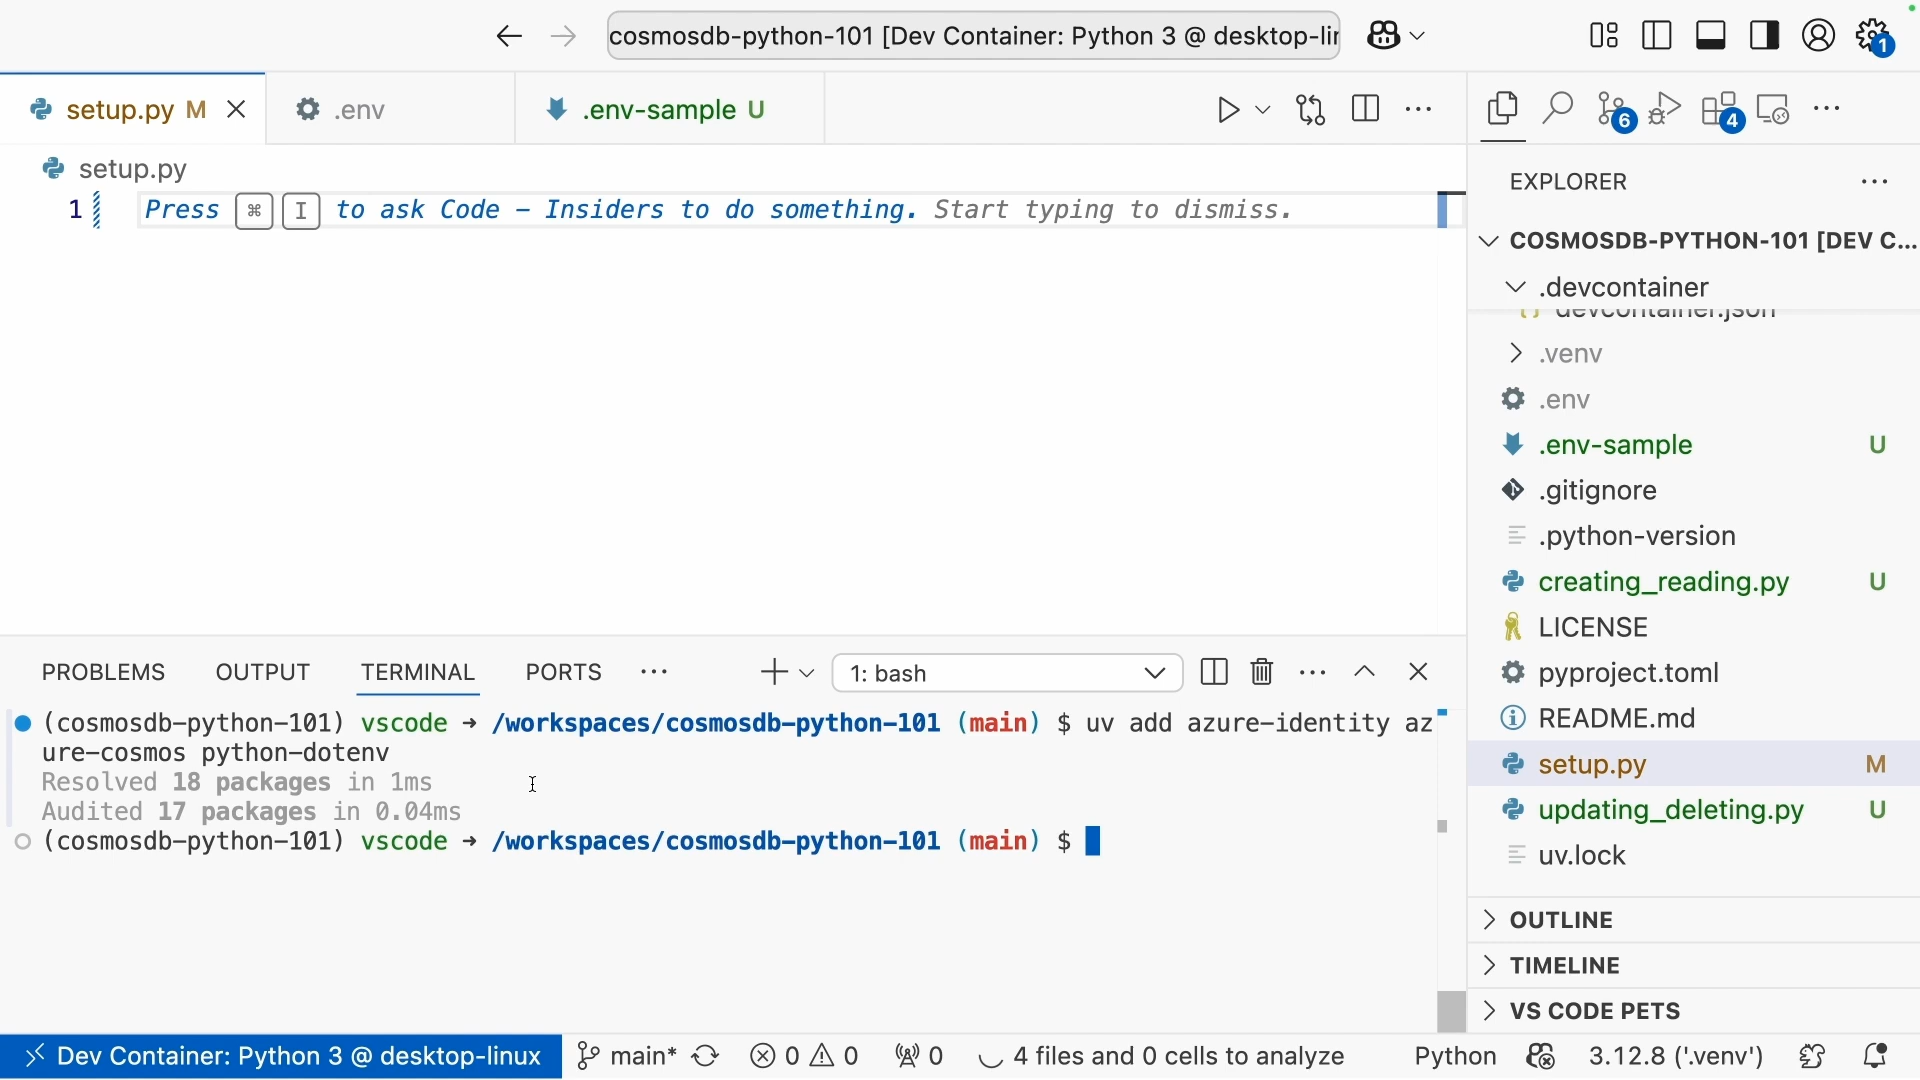 cosmosdb-python-101 [Dev Container: Python 3 @ desktop-lin
1
setup.py M
.env
.env-sample U
6
4
setup.py
EXPLORER
1 Press ⌘ I to ask Code – Insiders to do something. Start typing to dismiss.
COSMOSDB-PYTHON-101 [DEV C...
.devcontainer
devcontainer.json
.venv
.env
.env-sample U
.gitignore
.python-version
creating_reading.py U
LICENSE
pyproject.toml
README.md
setup.py M
updating_deleting.py U
uv.lock
OUTLINE
TIMELINE
VS CODE PETS
PROBLEMS OUTPUT TERMINAL PORTS
1: bash
(cosmosdb-python-101) vscode → /workspaces/cosmosdb-python-101 (main) $ uv add azure-identity az
ure-cosmos python-dotenv
Resolved 18 packages in 1ms
Audited 17 packages in 0.04ms
(cosmosdb-python-101) vscode → /workspaces/cosmosdb-python-101 (main) $
Dev Container: Python 3 @ desktop-linux main* 0 0 0 4 files and 0 cells to analyze Python 3.12.8 ('.venv')